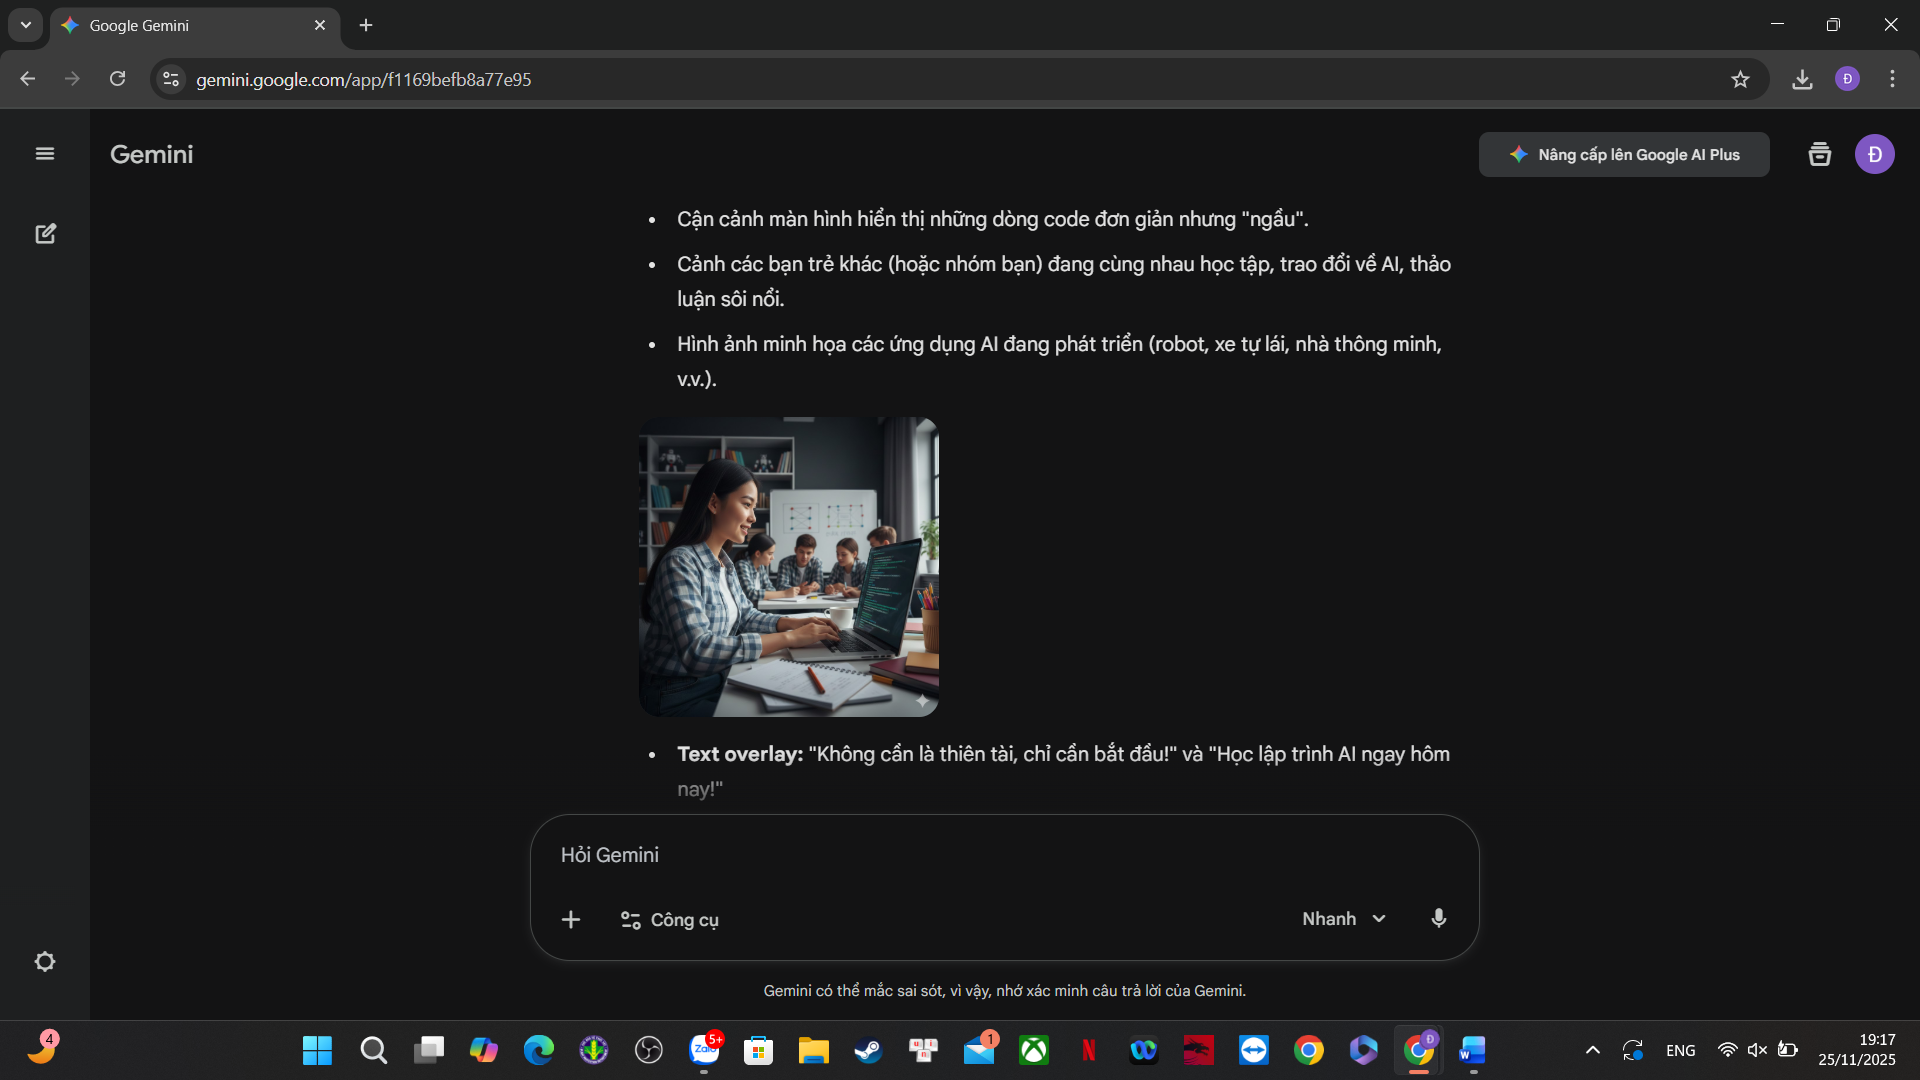 Google Gemini
gemini.google.com/app/f1169befb8a77e95
Đ
Gemini
Nâng cấp lên Google AI Plus
Đ
Cận cảnh màn hình hiển thị những dòng code đơn giản nhưng "ngầu".
Cảnh các bạn trẻ khác (hoặc nhóm bạn) đang cùng nhau học tập, trao đổi về AI, thảo
luận sôi nổi.
Hình ảnh minh họa các ứng dụng AI đang phát triển (robot, xe tự lái, nhà thông minh,
v.v.).
Text overlay: "Không cần là thiên tài, chỉ cần bắt đầu!" và "Học lập trình AI ngay hôm
nay!"
Hỏi Gemini
Công cụ
Nhanh
Gemini có thể mắc sai sót, vì vậy, nhớ xác minh câu trả lời của Gemini.
4
Zalo
5+
1
N
Đ
W
ENG
19:17
25/11/2025